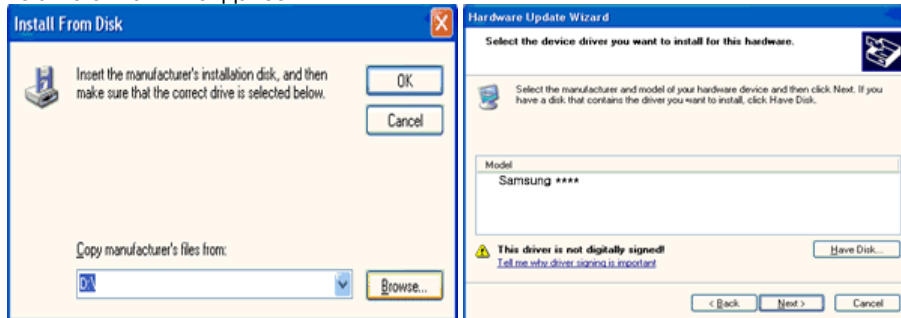 Install From Disk
Insert the manufacturer's installation disk, and then
make sure that the correct drive is selected below.
OK
Cancel
Copy manufacturer's files from:
D:\
Browse...
Hardware Update Wizard
Select the device driver you want to install for this hardware.
Select the manufacturer and model of your hardware device and then click Next. If you
have a disk that contains the driver you want to install, click Have Disk.
Model
Samsung ****
This driver is not digitally signed!
Tell me why driver signing is important
Have Disk...
< Back
Next >
Cancel